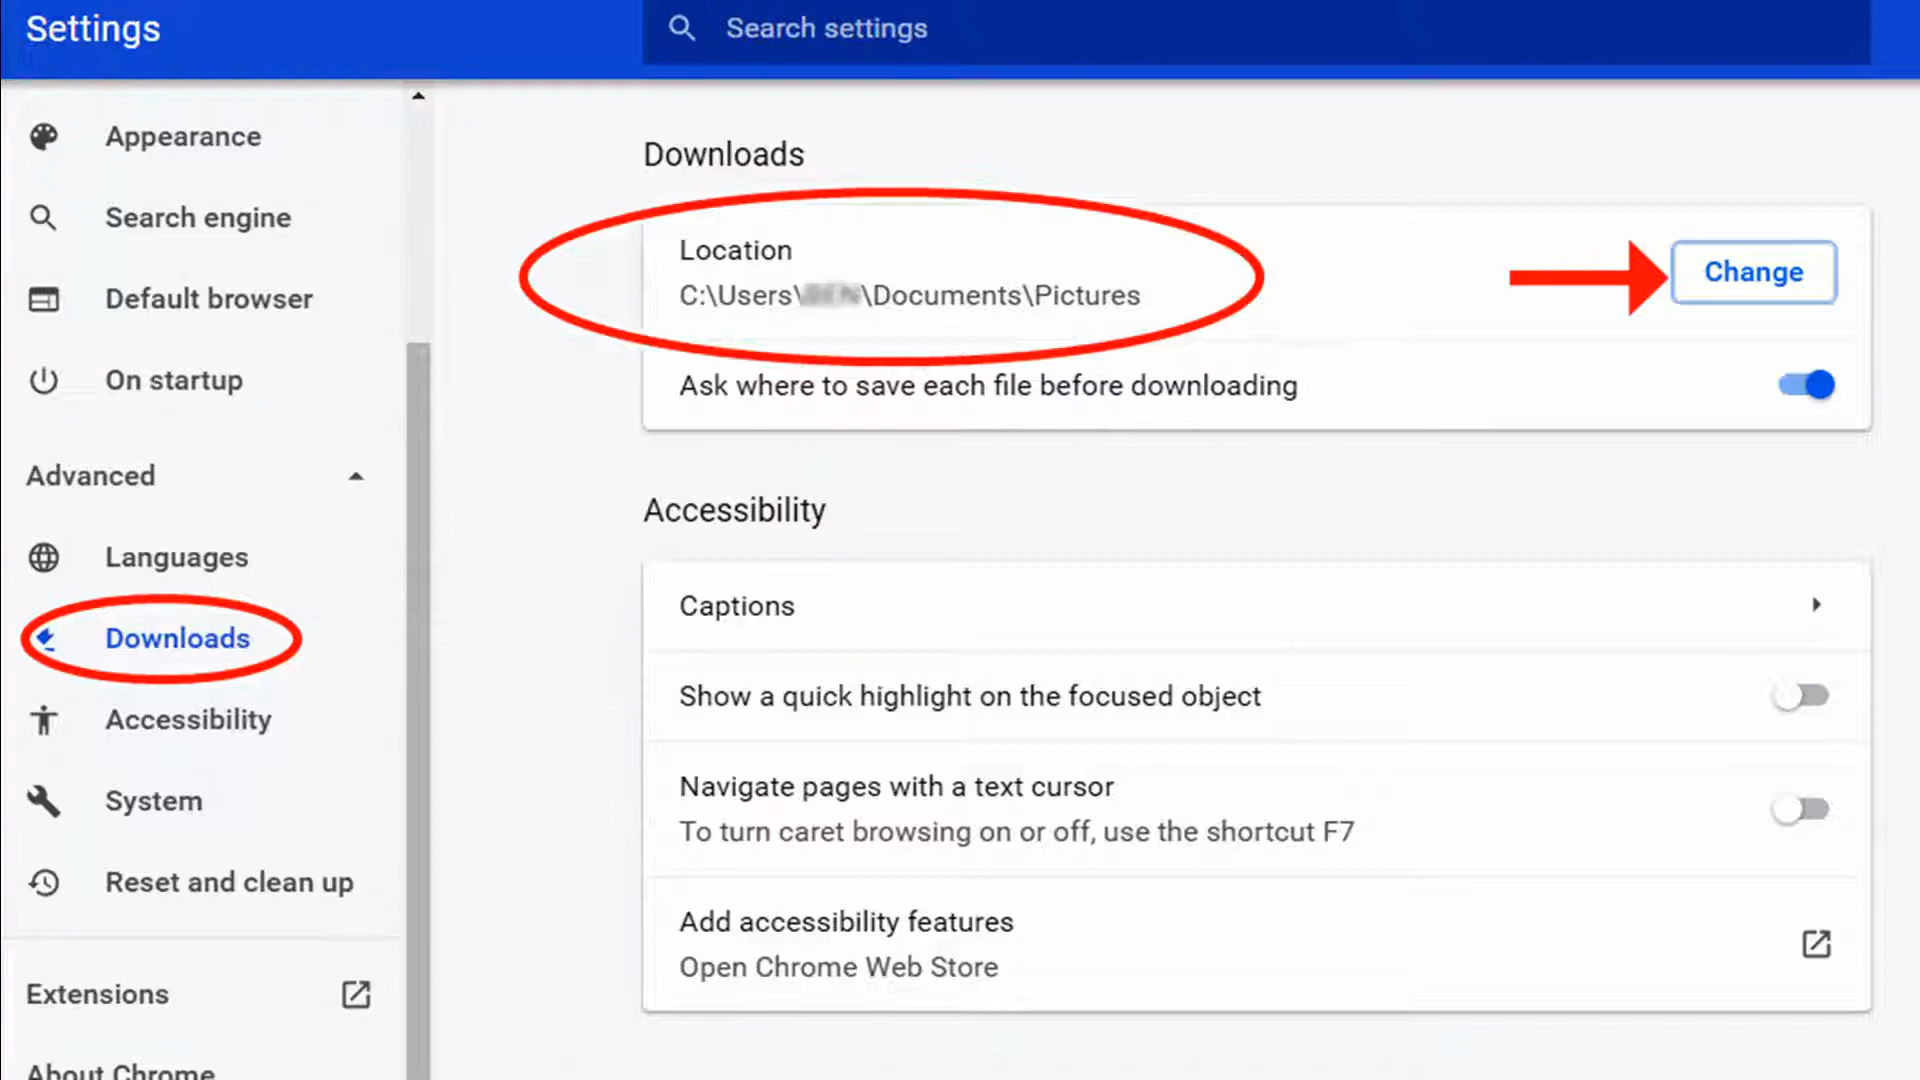 Settings
Search settings
Appearance
Search engine
Default browser
On startup
Advanced
Languages
Downloads
Accessibility
System
Reset and clean up
Extensions
About Chrome
Downloads
Location
C:\Users\ \Documents\Pictures
Change
Ask where to save each file before downloading
Accessibility
Captions
Show a quick highlight on the focused object
Navigate pages with a text cursor
To turn caret browsing on or off, use the shortcut F7
Add accessibility features
Open Chrome Web Store